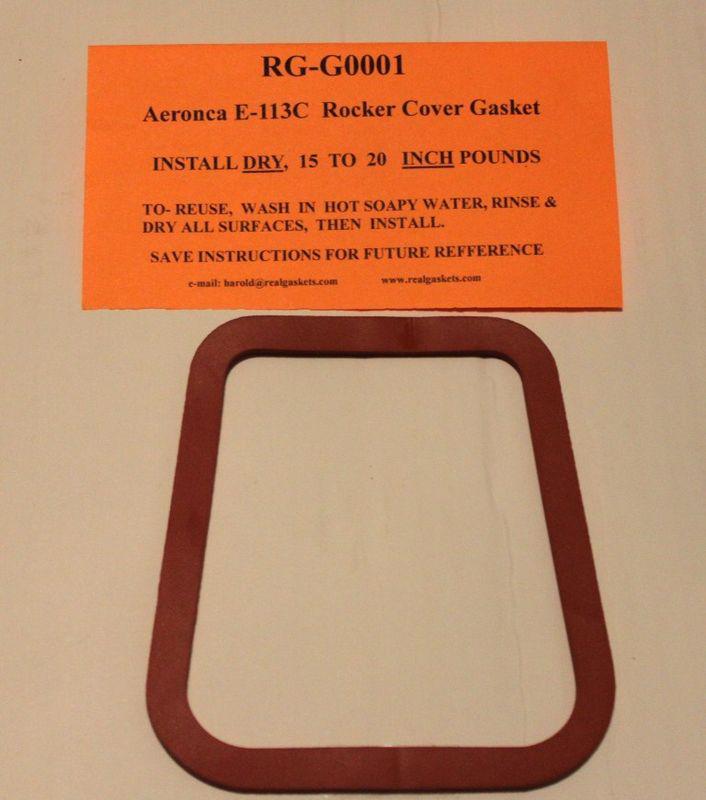 RG-G0001
Aeronca E-113C Rocker Cover Gasket
INSTALL DRY, 15 TO 20 INCH POUNDS
TO- REUSE, WASH IN HOT SOAPY WATER, RINSE &
DRY ALL SURFACES, THEN INSTALL.
SAVE INSTRUCTIONS FOR FUTURE REFFERENCE
e-mail: harold@realgaskets.com www.realgaskets.com